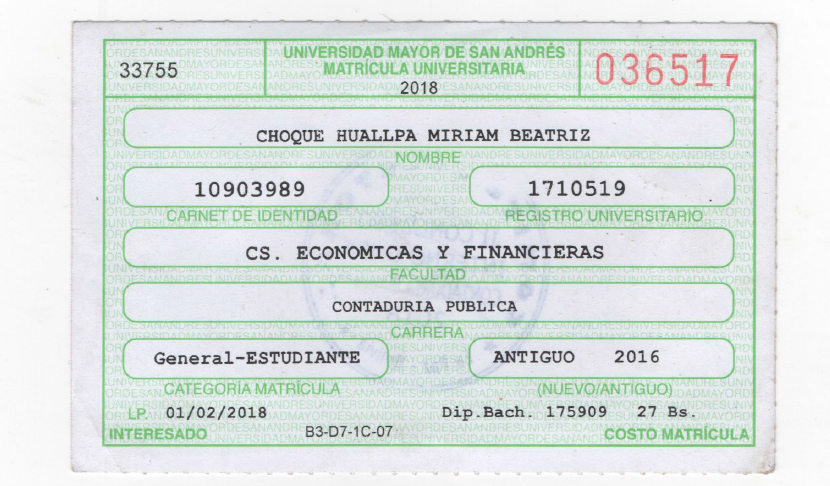 33755
UNIVERSIDAD MAYOR DE SAN ANDRÉS
MATRÍCULA UNIVERSITARIA
2018
036517
CHOQUE HUALLPA MIRIAM BEATRIZ
NOMBRE
10903989
1710519
CARNET DE IDENTIDAD
REGISTRO UNIVERSITARIO
CS. ECONOMICAS Y FINANCIERAS
FACULTAD
CONTADURIA PUBLICA
CARRERA
General-ESTUDIANTE
ANTIGUO 2016
CATEGORÍA MATRÍCULA
(NUEVO/ANTIGUO)
LP. 01/02/2018
Dip.Bach. 175909 27 Bs.
INTERESADO
B3-D7-1C-07
COSTO MATRÍCULA